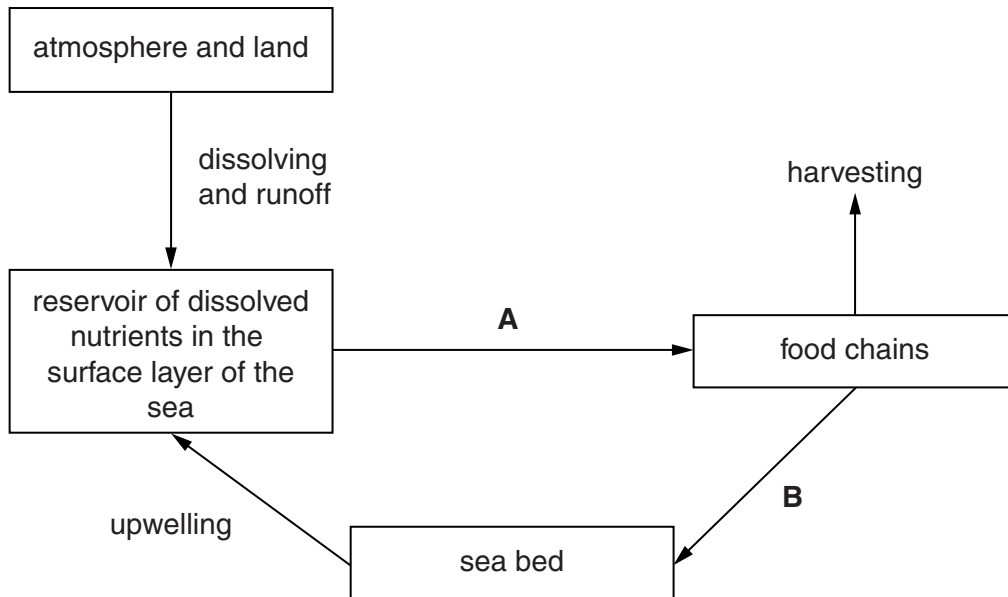 atmosphere and land
dissolving
and runoff
harvesting
reservoir of dissolved
nutrients in the
surface layer of the
sea
A
food chains
B
upwelling
sea bed